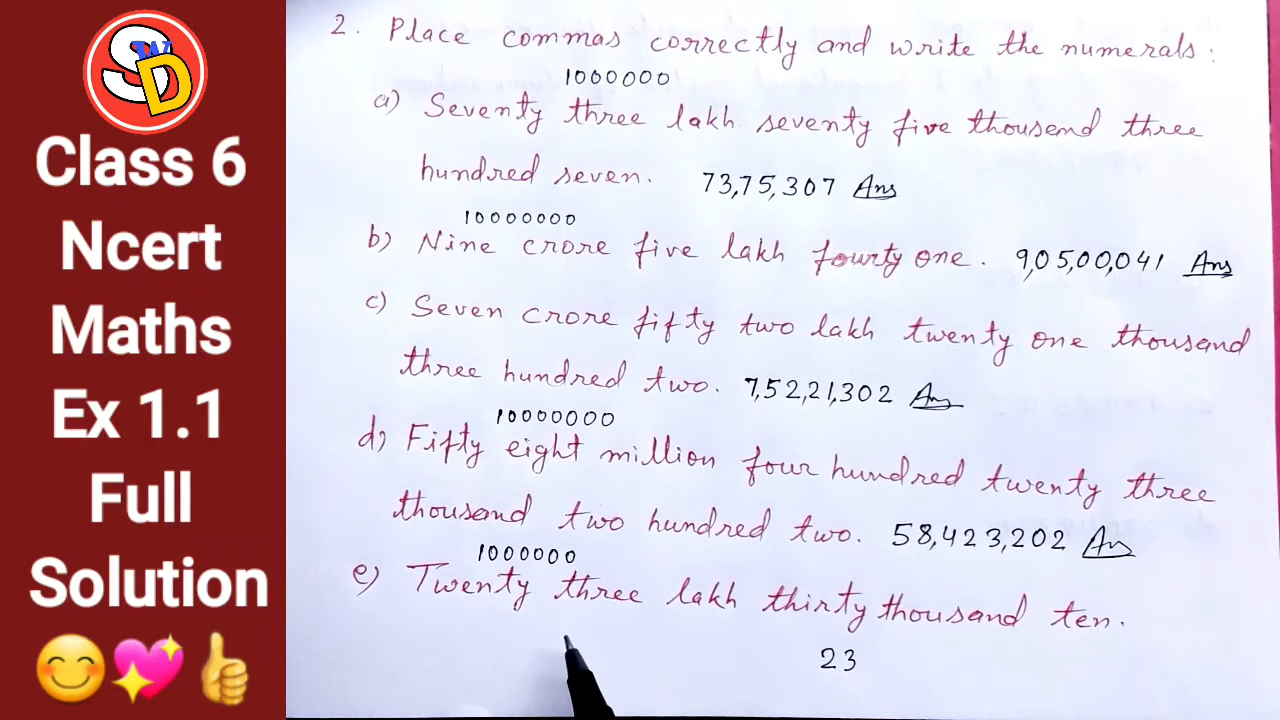 SWD
Class 6
Ncert
Maths
Ex 1.1
Full
Solution
2. Place commas correctly and write the numerals:
1000000
a) Seventy three lakh seventy five thousand three
hundred seven. 73,75,307 Ans
10000000
b) Nine crore five lakh fourty one. 9,05,00,041 Ans
c) Seven crore fifty two lakh twenty one thousand
three hundred two. 7,52,21,302 Ans
10000000
d) Fifty eight million four hundred twenty three
thousand two hundred two. 58,423,202 Ans
1000000
e) Twenty three lakh thirty thousand ten.
23